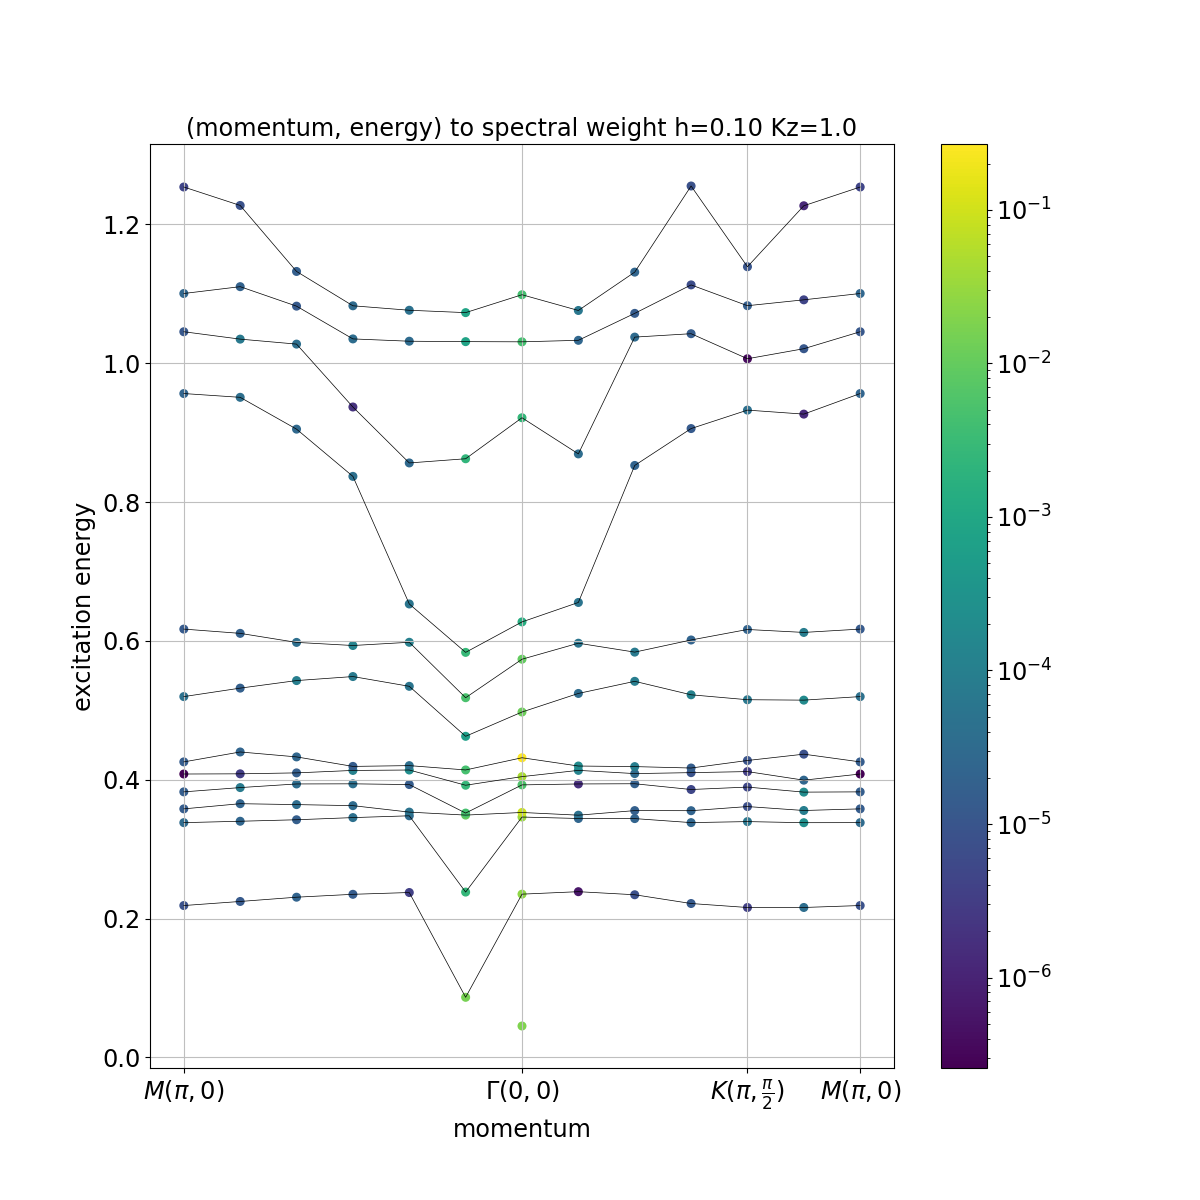 (momentum, energy) to spectral weight h=0.10 Kz=1.0
1.2
1.0
0.8
0.6
0.4
0.2
0.0
excitation energy
M(π, 0)
Γ(0, 0)
K(π, π/2)
M(π, 0)
momentum
10⁻¹
10⁻²
10⁻³
10⁻⁴
10⁻⁵
10⁻⁶